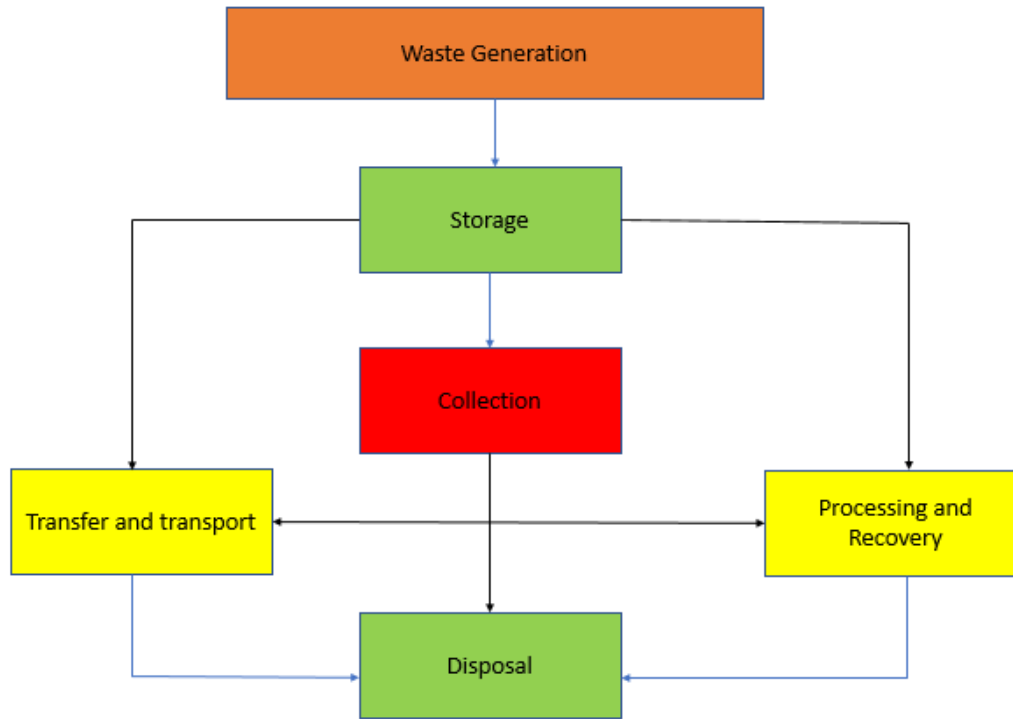 Waste Generation
Storage
Collection
Transfer and transport
Processing and
Recovery
Disposal